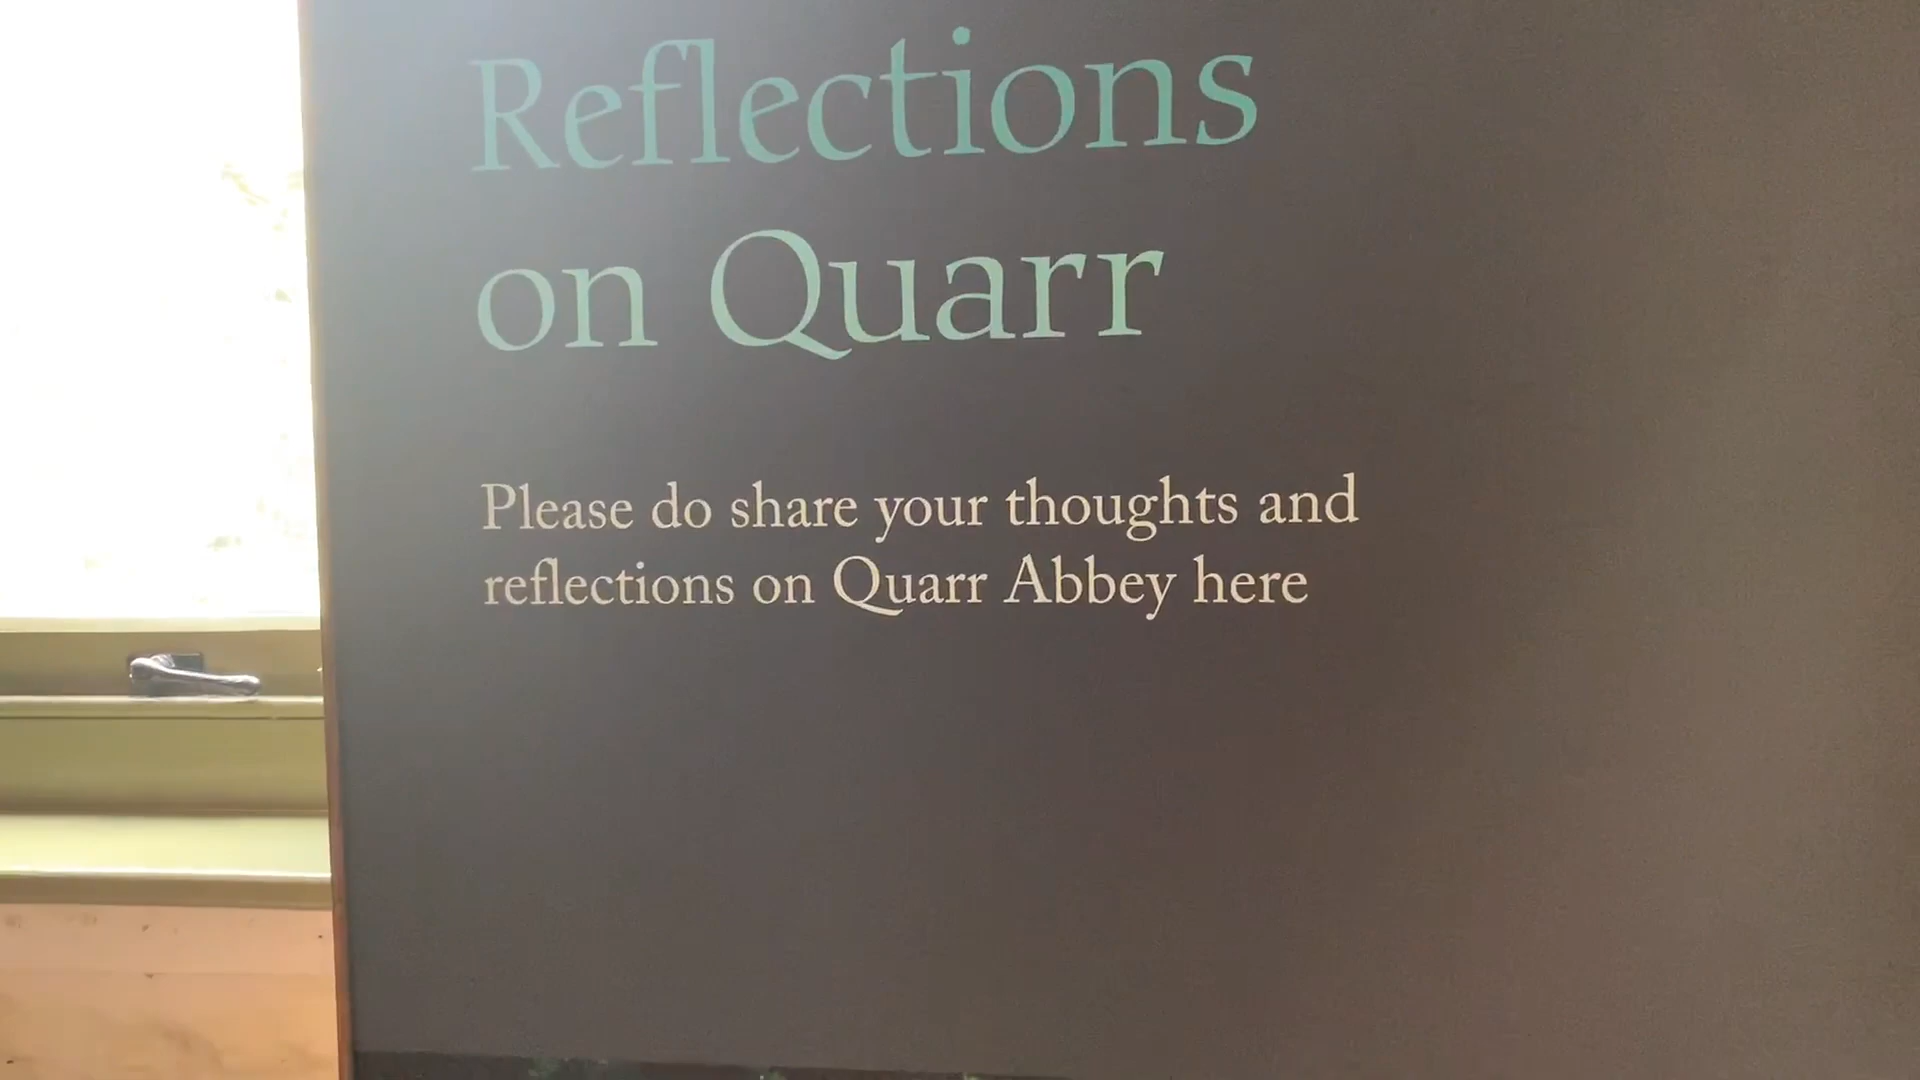 Reflections
on Quarr
Please do share your thoughts and
reflections on Quarr Abbey here